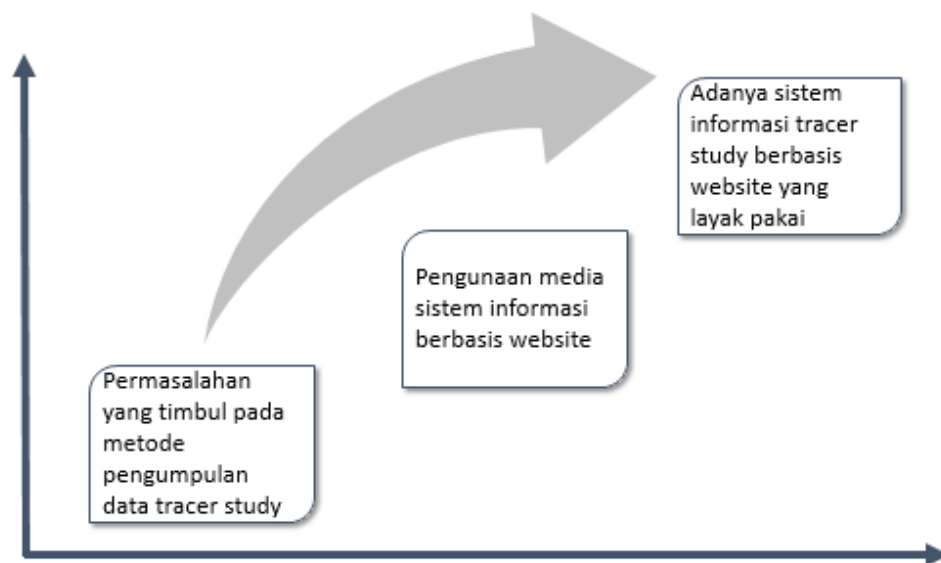 Adanya sistem
informasi tracer
study berbasis
website yang
layak pakai
Pengunaan media
sistem informasi
berbasis website
Permasalahan
yang timbul pada
metode
pengumpulan
data tracer study